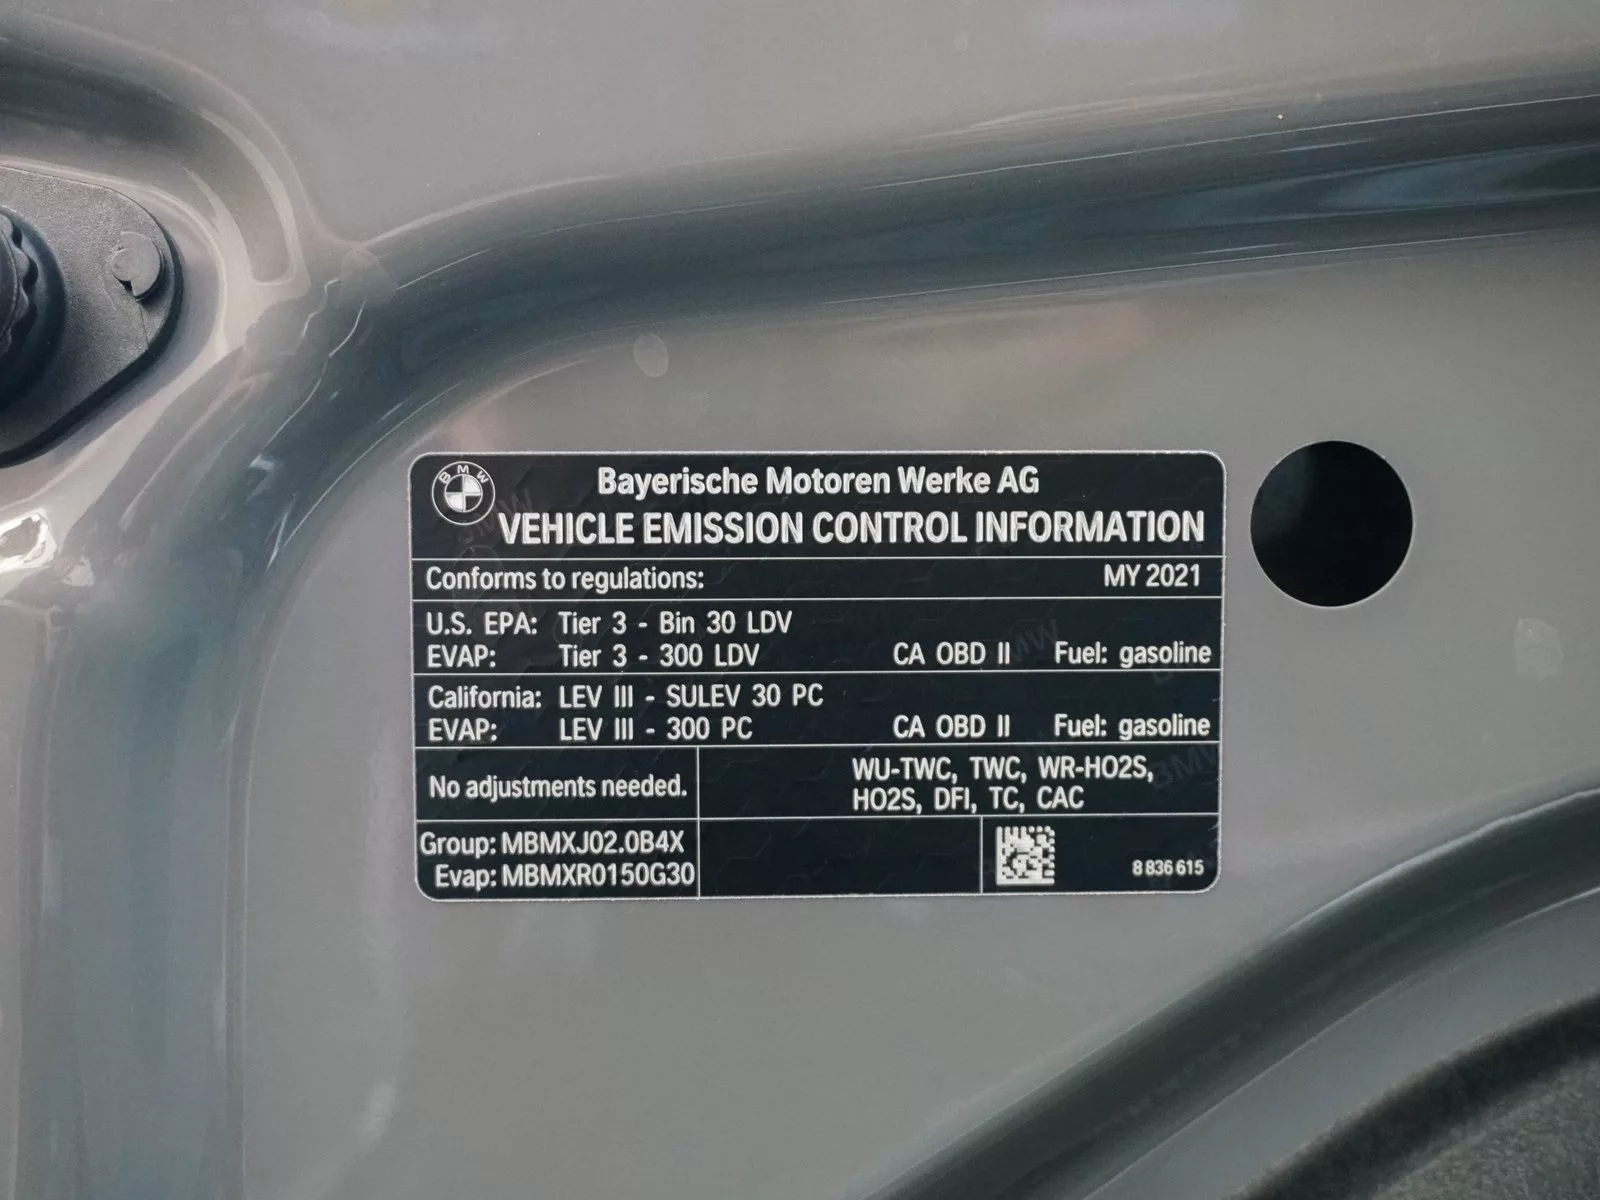 BMW
Bayerische Motoren Werke AG
VEHICLE EMISSION CONTROL INFORMATION
Conforms to regulations: MY 2021
U.S. EPA: Tier 3 - Bin 30 LDV
EVAP: Tier 3 - 300 LDV CA OBD II Fuel: gasoline
California: LEV III - SULEV 30 PC
EVAP: LEV III - 300 PC CA OBD II Fuel: gasoline
No adjustments needed.
WU-TWC, TWC, WR-HO2S,
HO2S, DFI, TC, CAC
Group: MBMXJ02.0B4X
Evap: MBMXR0150G30
8 836 615